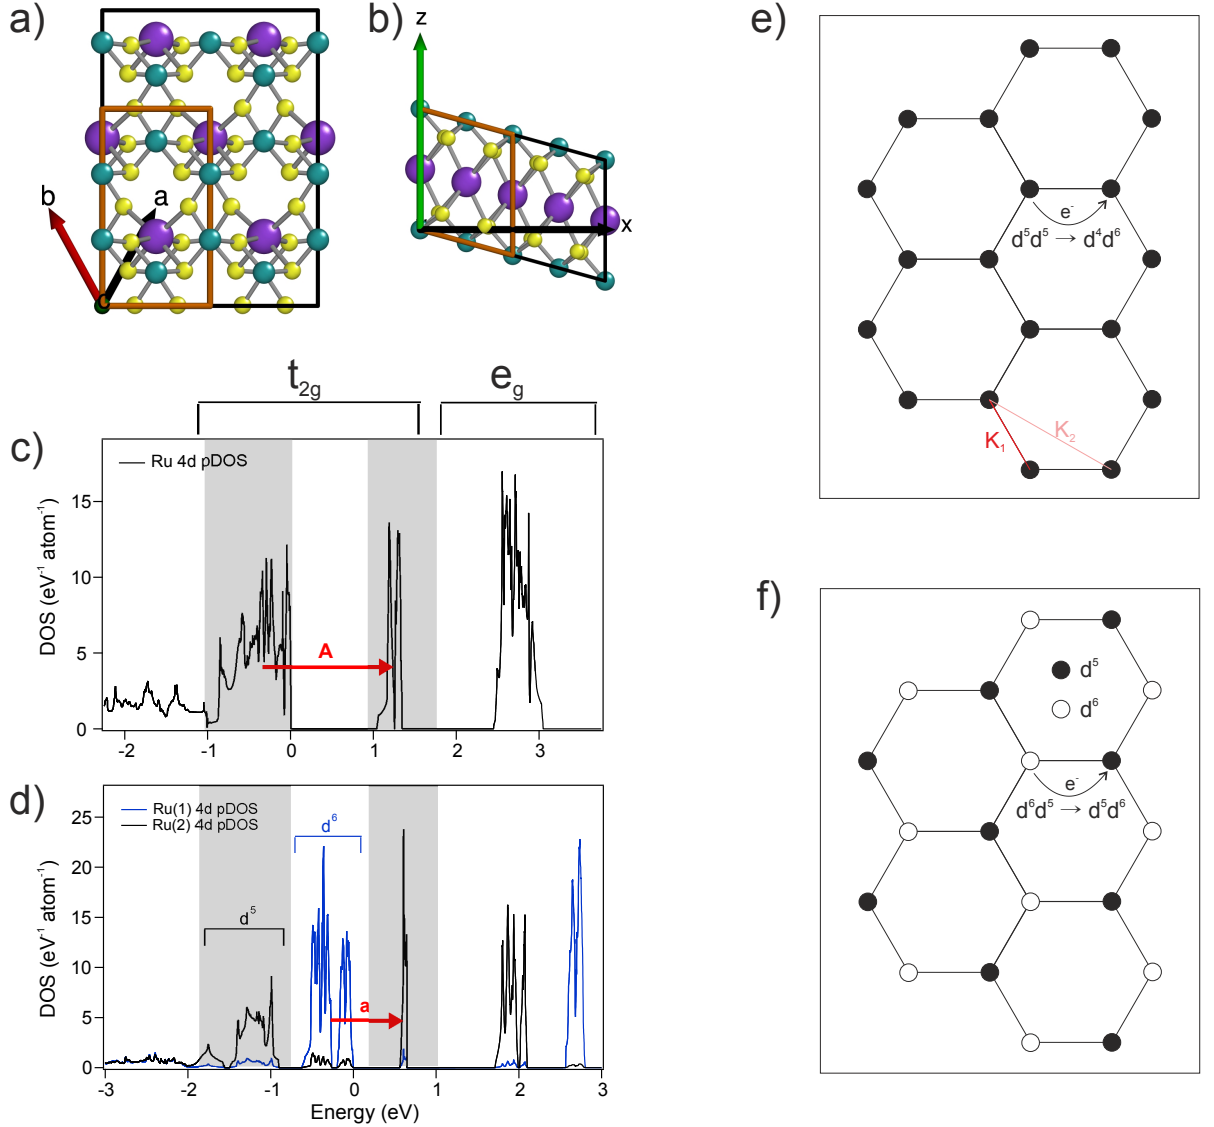 a)
b
a
b)
z
x
t₂g
e_g
c)
Ru 4d pDOS
DOS (eV⁻¹ atom⁻¹)
15
10
5
0
A
-2
-1
0
1
2
3
d)
Ru(1) 4d pDOS
Ru(2) 4d pDOS
d⁶
d⁵
a
DOS (eV⁻¹ atom⁻¹)
25
20
15
10
5
0
-3
-2
-1
0
1
2
3
Energy (eV)
e)
e⁻
d⁵d⁵ → d⁴d⁶
K₁
K₂
f)
d⁵
d⁶
e⁻
d⁶d⁵ → d⁵d⁶